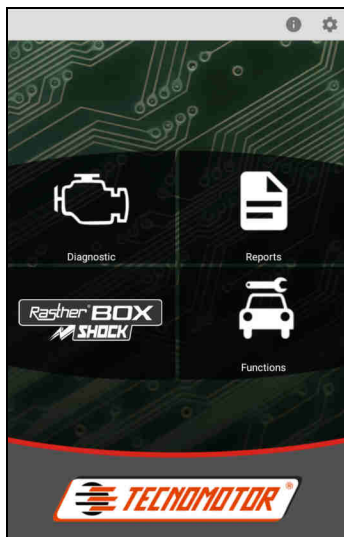 Diagnostic
Reports
Rasther® BOX
SHOCK
Functions
TECNOMOTOR®